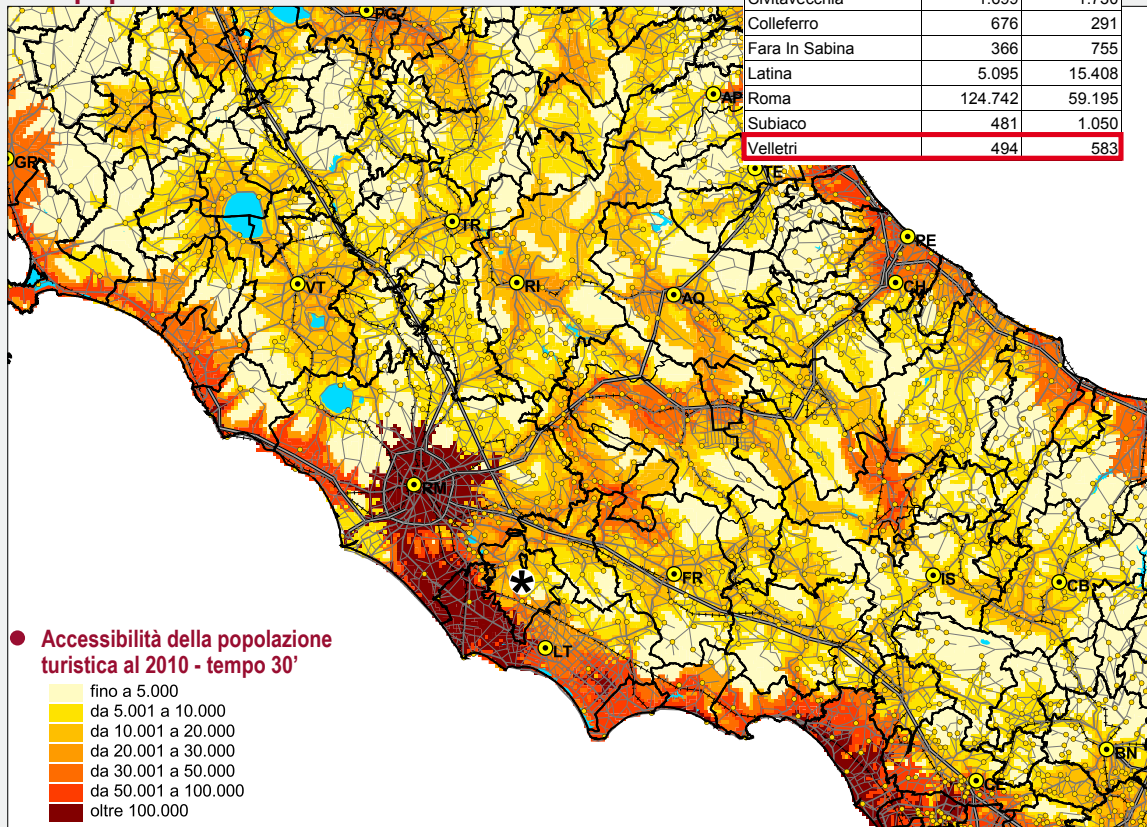 Colleferro 676 291
Fara In Sabina 366 755
Latina 5.095 15.408
Roma 124.742 59.195
Subiaco 481 1.050
Velletri 494 583
PG
AP
GR
TE
TR
PE
VT
RI
AQ
CH
RM
*
FR
IS
CB
LT
BN
CE
● Accessibilità della popolazione
turistica al 2010 - tempo 30’
fino a 5.000
da 5.001 a 10.000
da 10.001 a 20.000
da 20.001 a 30.000
da 30.001 a 50.000
da 50.001 a 100.000
oltre 100.000